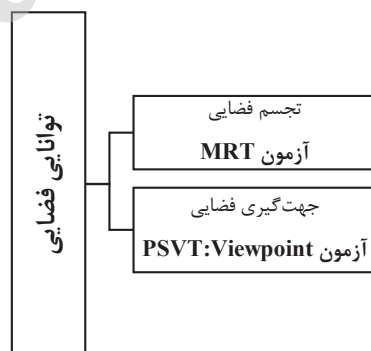 توانایی فضایی
تجسم فضایی
آزمون MRT
جهت‌گیری فضایی
آزمون PSVT:Viewpoint